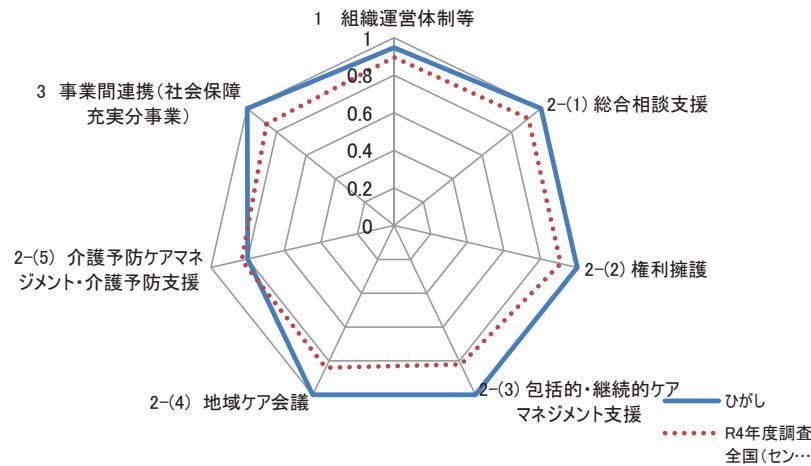 1 組織運営体制等
1
0.8
0.6
0.4
0.2
0
2-(1) 総合相談支援
2-(2) 権利擁護
2-(3) 包括的・継続的ケア
マネジメント支援
2-(4) 地域ケア会議
2-(5) 介護予防ケアマネ
ジメント・介護予防支援
3 事業間連携(社会保障
充実分事業)
ひがし
R4年度調査
全国(セン…